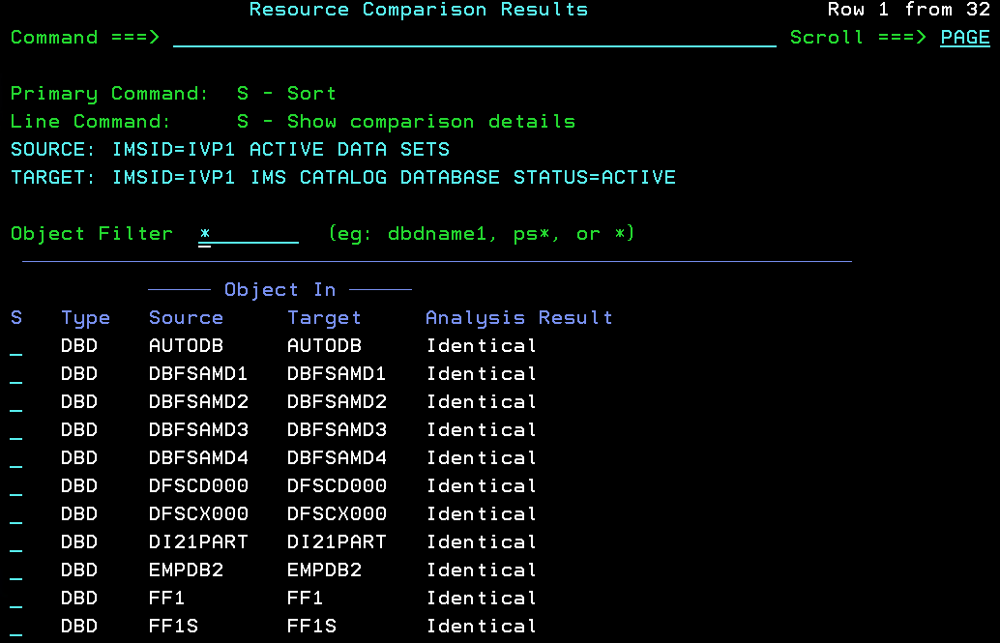 Resource Comparison Results Row 1 from 32
Command ===> Scroll ===> PAGE
Primary Command: S - Sort
Line Command: S - Show comparison details
SOURCE: IMSID=IVP1 ACTIVE DATA SETS
TARGET: IMSID=IVP1 IMS CATALOG DATABASE STATUS=ACTIVE
Object Filter * (eg: dbdname1, ps*, or *)
Object In
S Type Source Target Analysis Result
_ DBD AUTODB AUTODB Identical
_ DBD DBFSAMD1 DBFSAMD1 Identical
_ DBD DBFSAMD2 DBFSAMD2 Identical
_ DBD DBFSAMD3 DBFSAMD3 Identical
_ DBD DBFSAMD4 DBFSAMD4 Identical
_ DBD DFSCD000 DFSCD000 Identical
_ DBD DFSCX000 DFSCX000 Identical
_ DBD DI21PART DI21PART Identical
_ DBD EMPDB2 EMPDB2 Identical
_ DBD FF1 FF1 Identical
_ DBD FF1S FF1S Identical